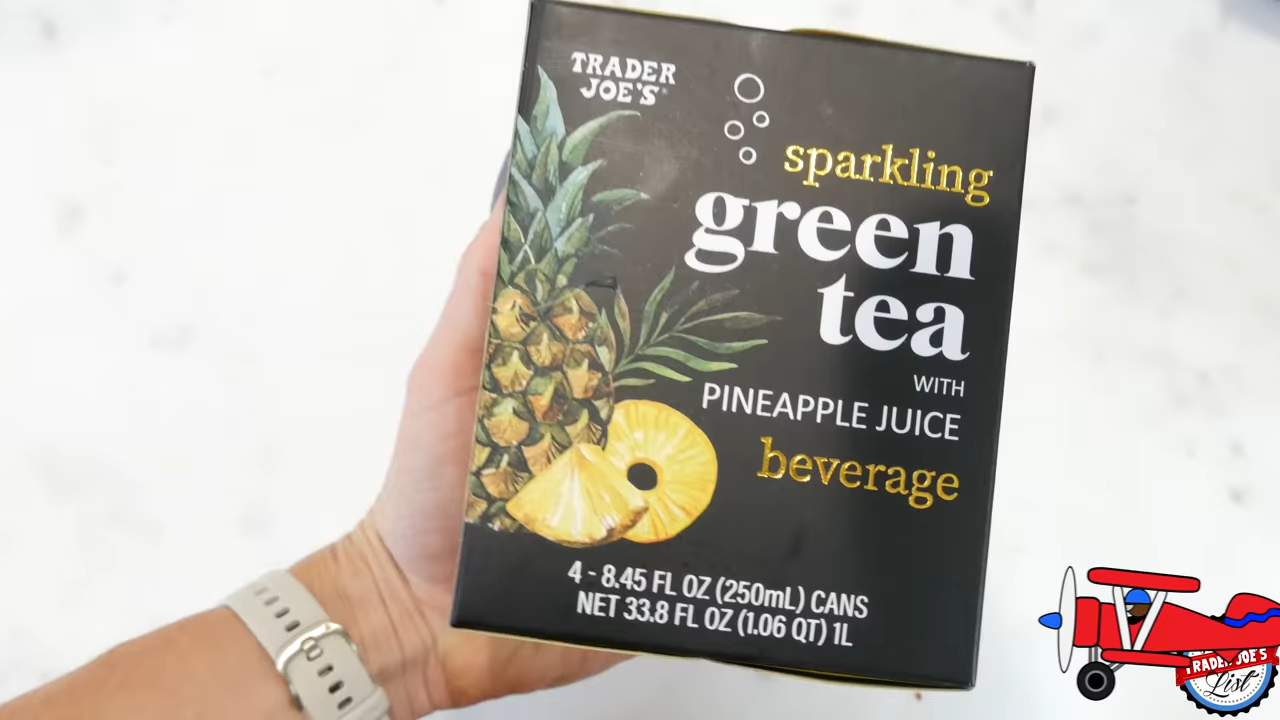 TRADER
JOE'S®
sparkling
green
tea
WITH
PINEAPPLE JUICE
beverage
4 - 8.45 FL OZ (250mL) CANS
NET 33.8 FL OZ (1.06 QT) 1L
TRADER JOE'S
List